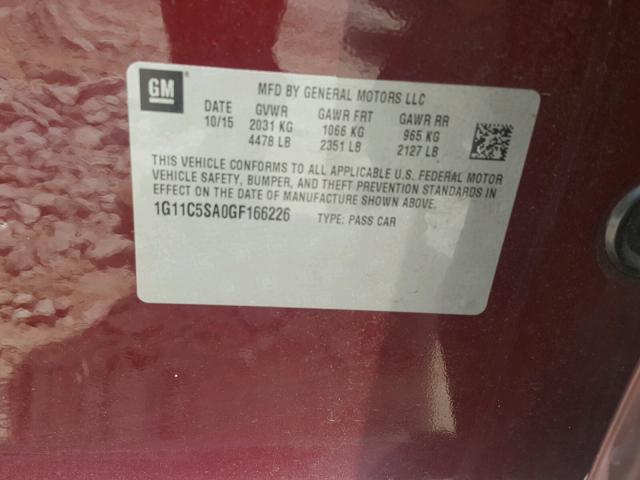 GM
MFD BY GENERAL MOTORS LLC
DATE GVWR GAWR FRT GAWR RR
10/15 2031 KG 1066 KG 965 KG
4478 LB 2351 LB 2127 LB
THIS VEHICLE CONFORMS TO ALL APPLICABLE U.S. FEDERAL MOTOR
VEHICLE SAFETY, BUMPER, AND THEFT PREVENTION STANDARDS IN
EFFECT ON THE DATE OF MANUFACTURE SHOWN ABOVE.
1G11C5SA0GF166226 TYPE: PASS CAR